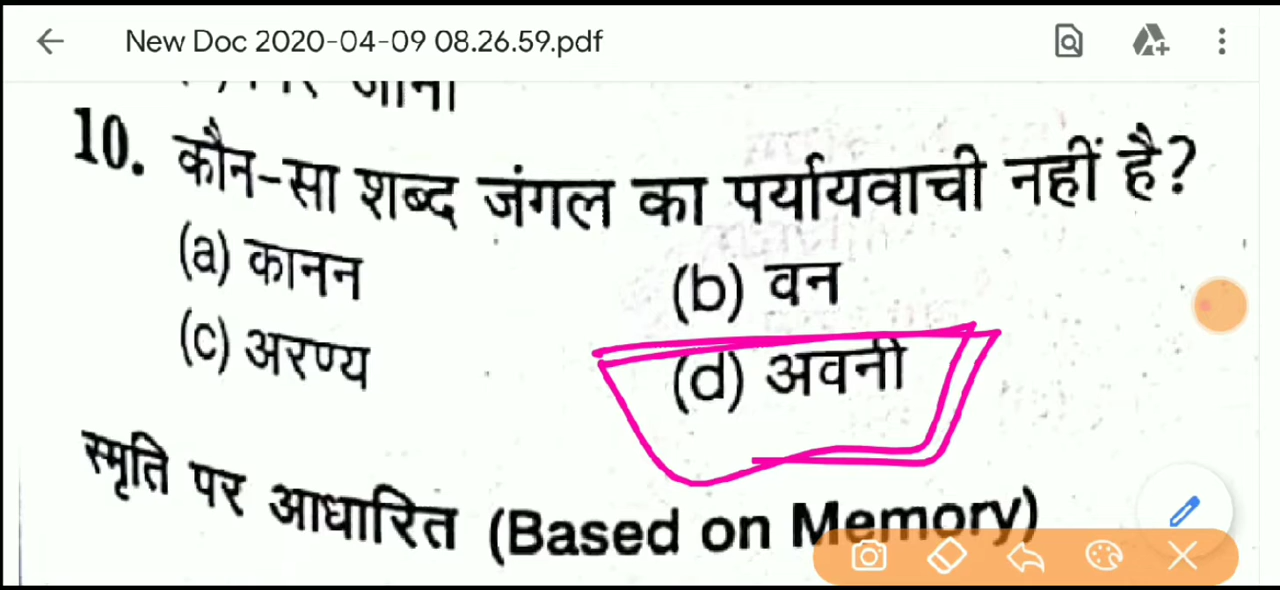 New Doc 2020-04-09 08.26.59.pdf
10. कौन-सा शब्द जंगल का पर्यायवाची नहीं है?
(a) कानन (b) वन
(c) अरण्य (d) अवनी
स्मृति पर आधारित (Based on Memory)